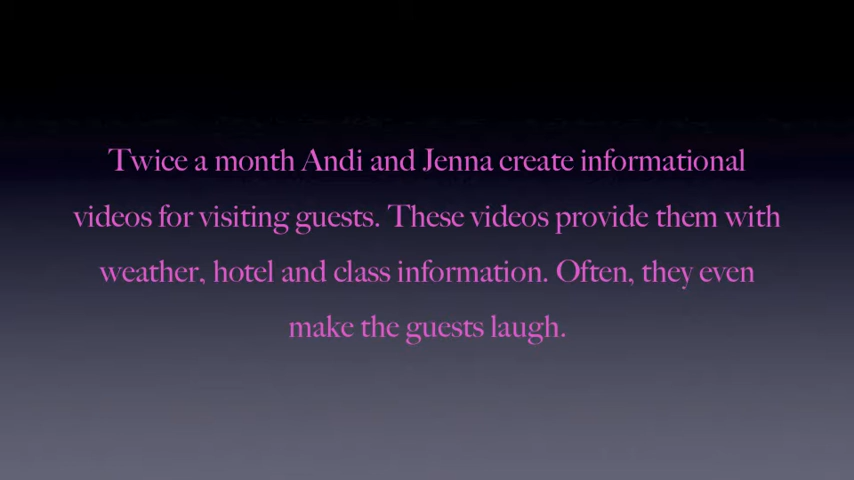 Twice a month Andi and Jenna create informational
videos for visiting guests. These videos provide them with
weather, hotel and class information. Often, they even
make the guests laugh.